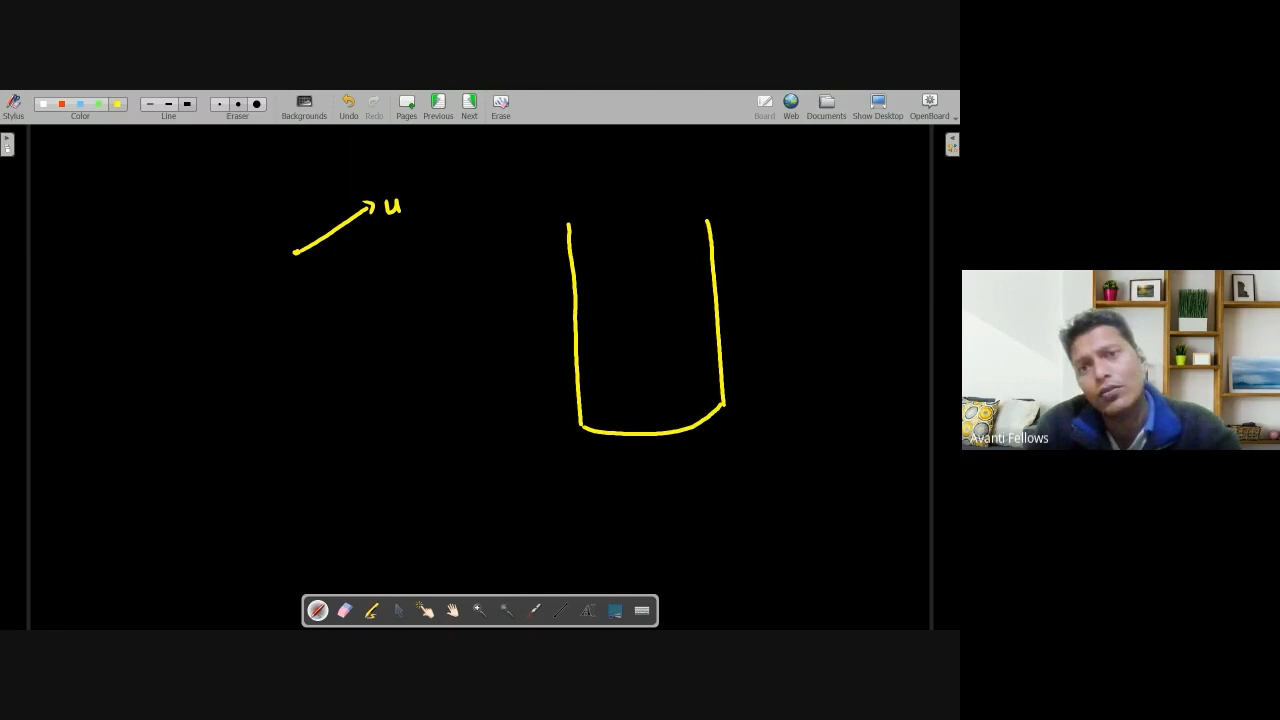 Stylus
Color
Line
Eraser
Backgrounds
Undo
Redo
Pages
Previous
Next
Erase
Board
Web
Documents
Show Desktop
OpenBoard
u
Avanti Fellows